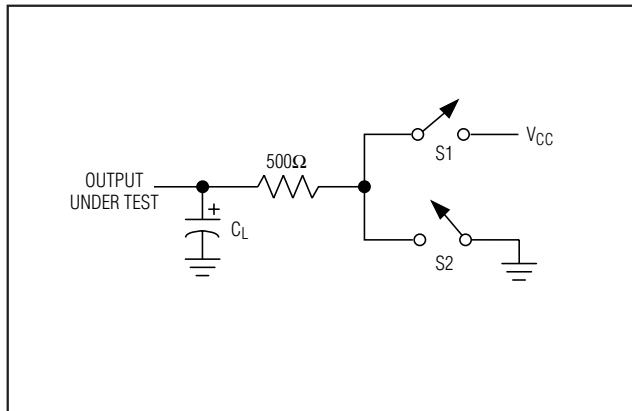 S1
VCC
500Ω
OUTPUT
UNDER TEST
+
CL
S2